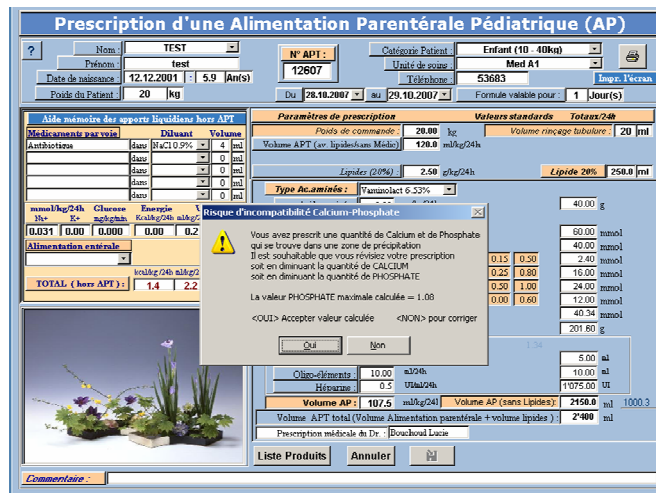 Prescription d'une Alimentation Parentérale Pédiatrique (AP)
? Nom : TEST N° APT : Catégorie Patient : Enfant (10 - 40kg)
Prénom : test 12607 Unité de soins : Med A1
Date de naissance : 12.12.2001 : 5.9 An(s) Téléphone : 53683 Impr. l'écran
Poids du Patient : 20 kg Du 28.10.2007 au 29.10.2007 Formule valable pour : 1 Jour(s)
Aide mémoire des apports liquidiens hors APT Paramètres de prescription Valeurs standards Totaux/24h
Médicaments par voie Diluant Volume Poids de commande : 20.00 kg Volume rinçage tubulure : 20 ml
Antibiotique dans NaCl 0.9% 4 ml Volume APT (av. lipides/sans Médic) 120.0 ml/kg/24h
dans 0 ml
dans 0 ml Lipides (20%) : 2.50 g/kg/24h Lipide 20% 250.0 ml
dans 0 ml
dans 0 ml Type Ac.aminés : Vaminolact 6.53%
mmol/kg/24h Glucose Energie
Na+ K+ mg/kg/min Kcal/kg/24h ml/kg/2
0.031 0.00 0.000 0.00 0.2
Alimentation entérale
kcal/kg/24h ml/kg/2
TOTAL ( hors APT ) : 1.4 2.2
Risque d'incompatibilité Calcium-Phosphate
Vous avez prescrit une quantité de Calcium et de Phosphate
qui se trouve dans une zone de précipitation
Il est souhaitable que vous révisiez votre prescription
soit en diminuant la quantité de CALCIUM
soit en diminuant la quantité de PHOSPHATE
La valeur PHOSPHATE maximale calculée = 1.08
<OUI> Accepter valeur calculée <NON> pour corriger
Oui Non
40.00 g
60.00 mmol
40.00 mmol
0.15 0.50 2.40 mmol
0.25 0.80 16.00 mmol
0.50 1.00 24.00 mmol
0.00 0.60 12.00 mmol
40.34 mmol
201.60 g
1.34
5.00 ml
Oligo-éléments : 10.00 ml/24h 10.00 ml
Héparine : 0.5 UI/ml/24h 1'075.00 UI
Volume AP : 107.5 ml/kg/24l Volume AP (sans Lipides): 2150.0 ml 1000.3
Volume APT total (Volume Alimentation parentérale + volume lipides ) : 2'400 ml
Prescription médicale du Dr. : Bouchoud Lucie
Liste Produits Annuler
Commentaire :